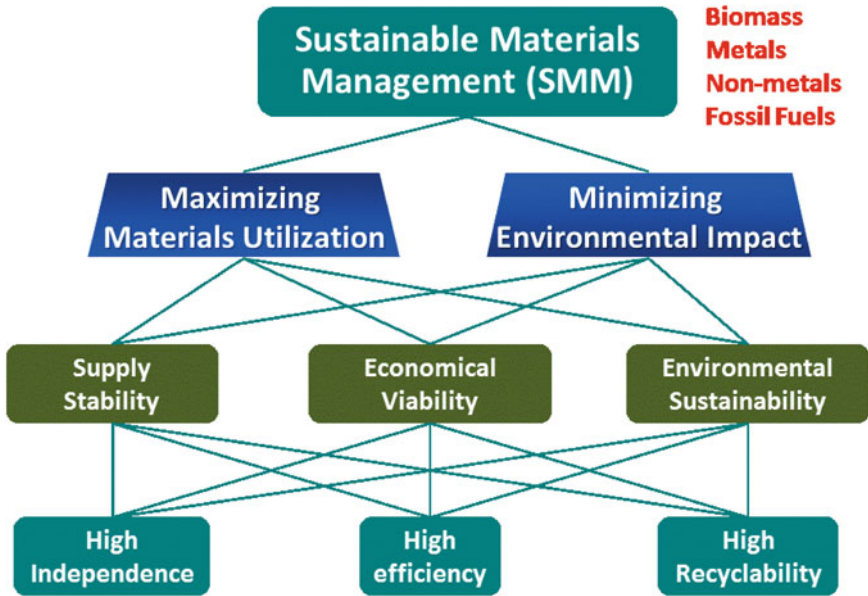 Sustainable Materials
Management (SMM)
Biomass
Metals
Non-metals
Fossil Fuels
Maximizing
Materials Utilization
Minimizing
Environmental Impact
Supply
Stability
Economical
Viability
Environmental
Sustainability
High
Independence
High
efficiency
High
Recyclability